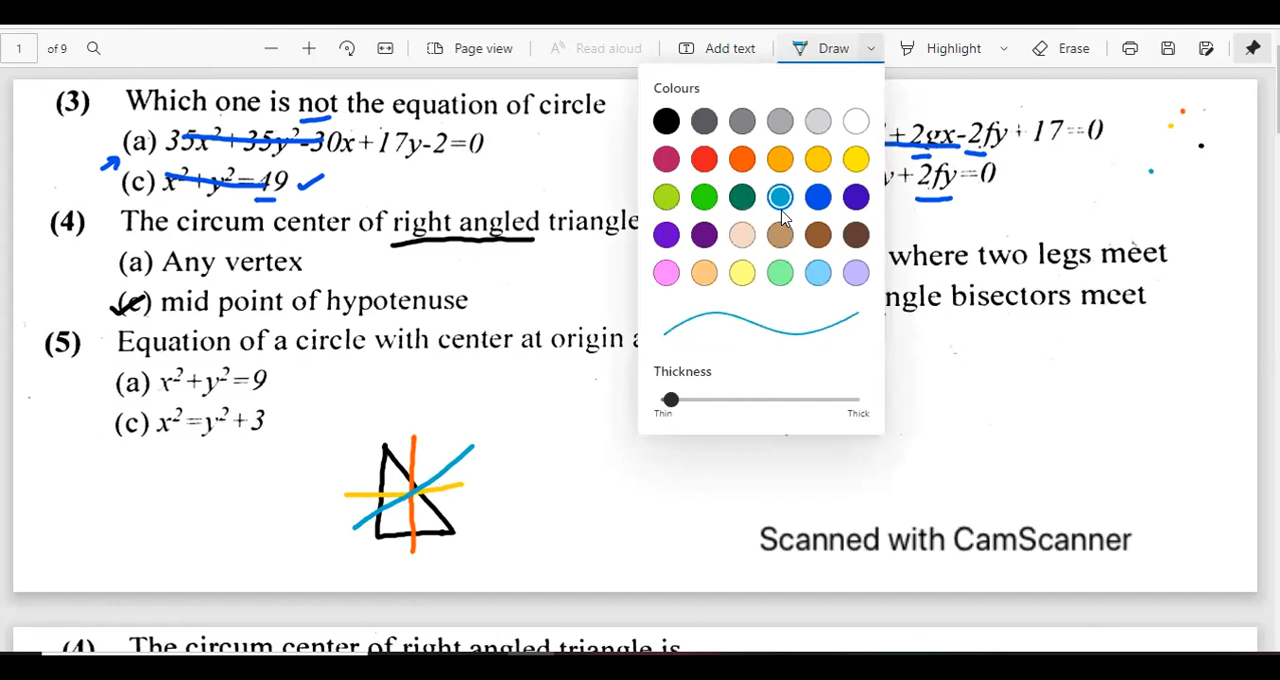 1 of 9 Page view Read aloud Add text Draw Highlight Erase
Colours
Thickness
Thin Thick
(3) Which one is not the equation of circle
(a) 35x²+35y²-30x+17y-2=0 +2gx-2fy+17=0
(c) x²+y²=49 +2fy=0
(4) The circum center of right angled triangle
(a) Any vertex where two legs meet
(c) mid point of hypotenuse ngle bisectors meet
(5) Equation of a circle with center at origin
(a) x²+y²=9
(c) x²=y²+3
Scanned with CamScanner
(4) The circum center of right angled triangle is